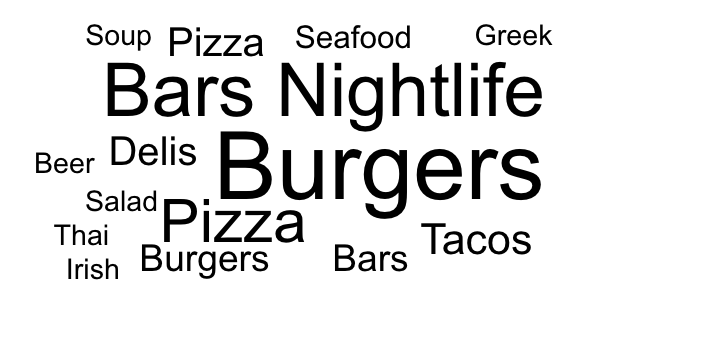 Soup Pizza Seafood Greek
Bars Nightlife
Beer Delis Burgers
Salad Pizza
Thai Tacos
Irish Burgers Bars